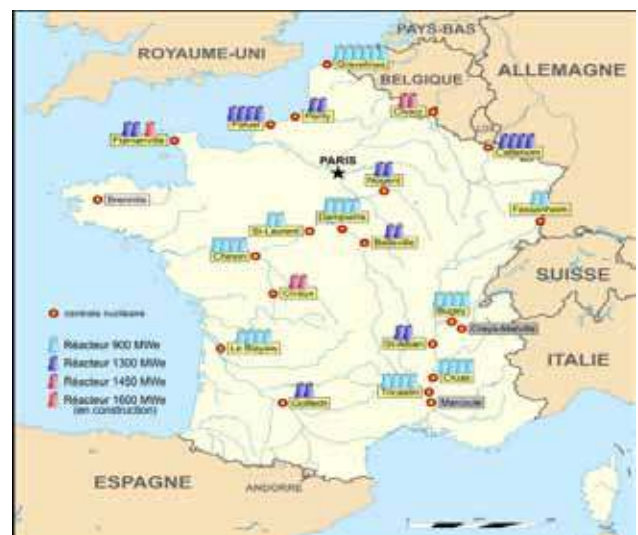 PAYS-BAS
ROYAUME-UNI
ALLEMAGNE
BELGIQUE
Gravelines
Chooz
Penly
Paluel
Flamanville
LUX
Cattenom
PARIS
Nogent
Brennilis
Fessenheim
Dampierre
St-Laurent
Belleville
Chinon
SUISSE
Civaux
centrale nucléaire
Bugey
Creys-Malville
Réacteur 900 MWe
Réacteur 1300 MWe
Réacteur 1450 MWe
Réacteur 1600 MWe
(en construction)
Le Blayais
St-Alban
ITALIE
Cruas
Tricastin
Marcoule
Golfech
ESPAGNE
ANDORRE